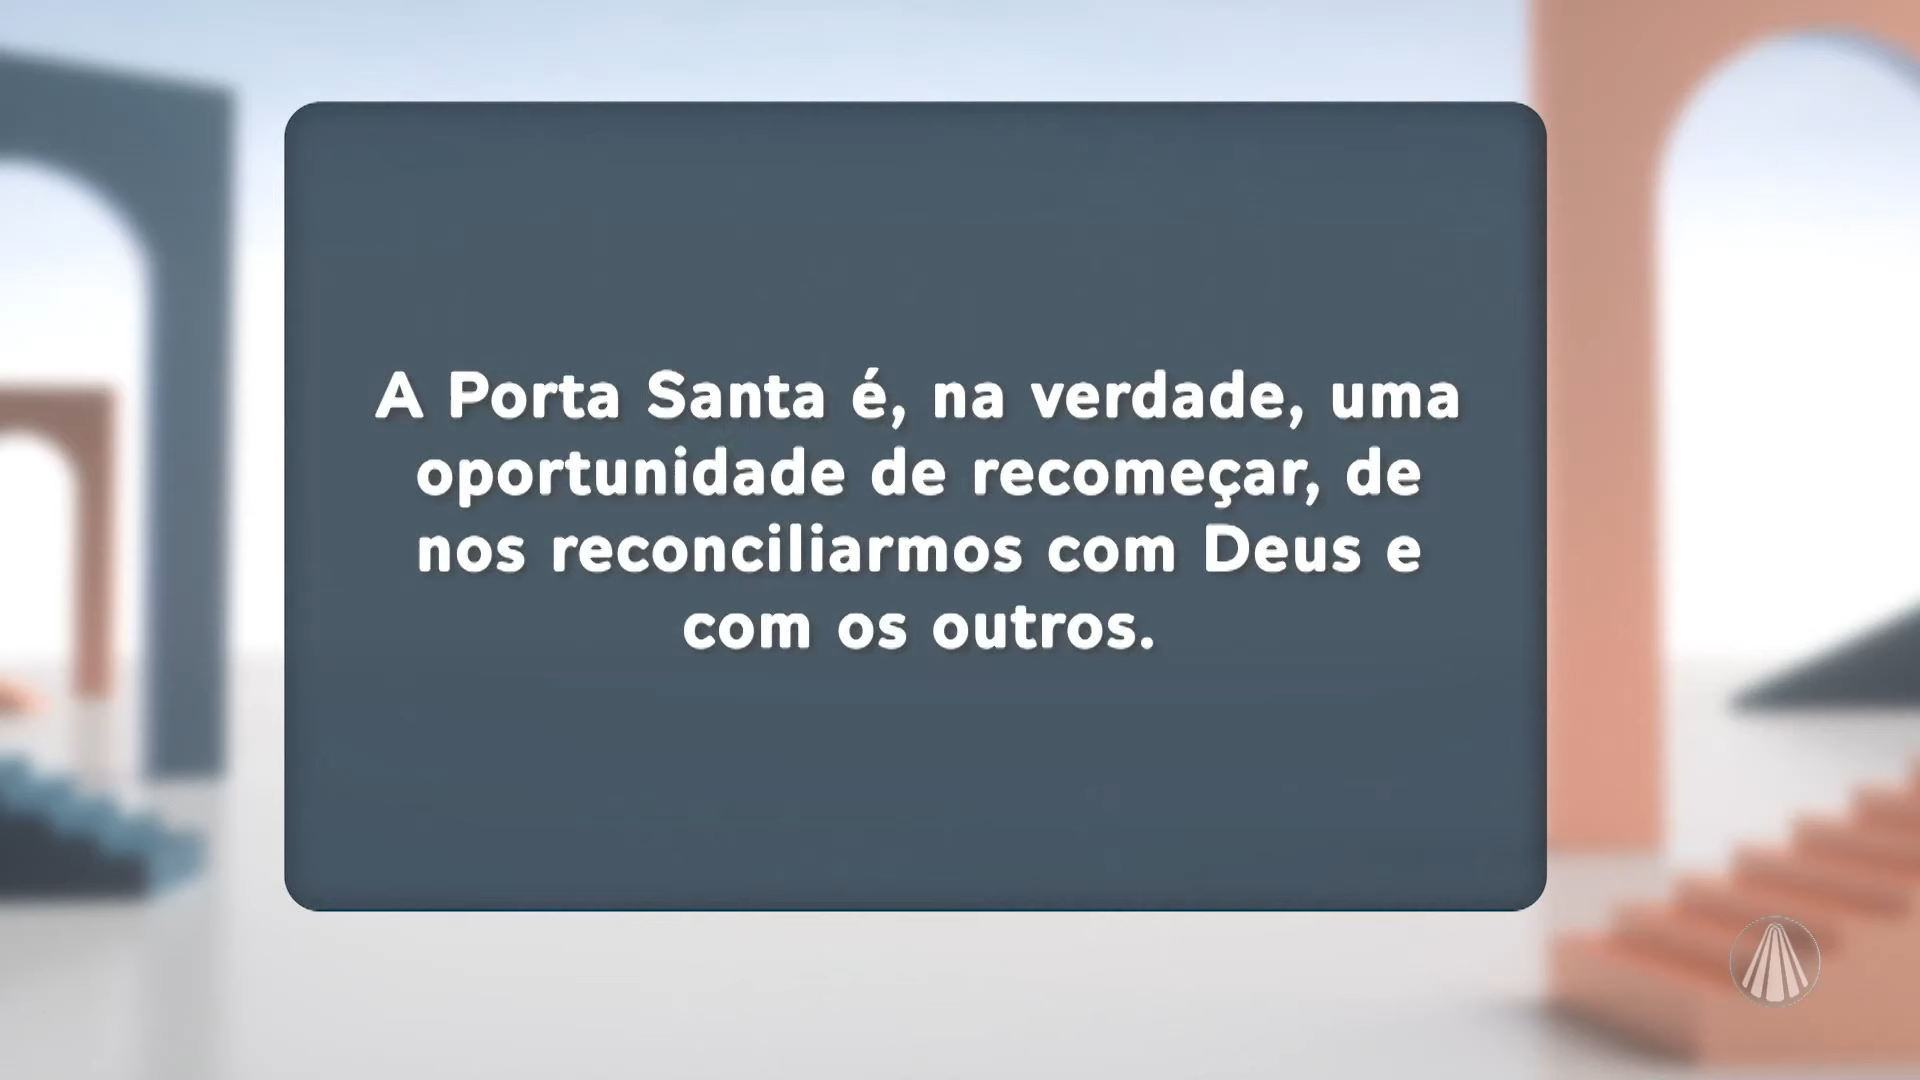 A Porta Santa é, na verdade, uma
oportunidade de recomeçar, de
nos reconciliarmos com Deus e
com os outros.